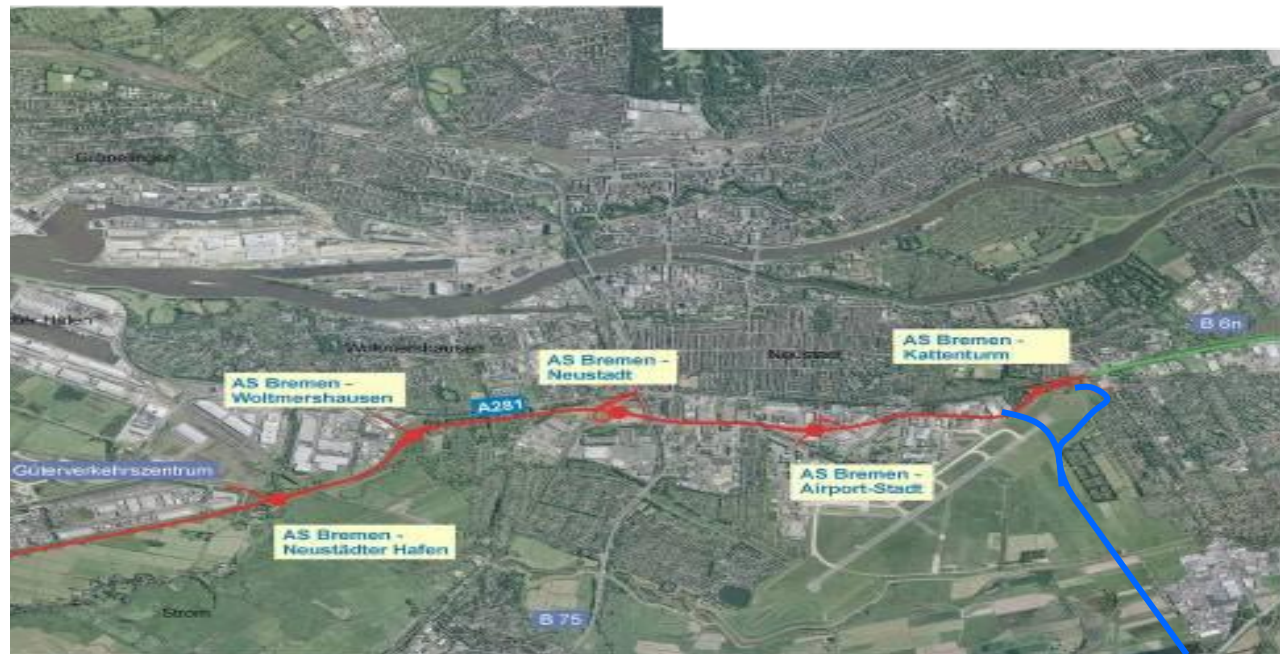 Gröpelingen
B 6n
AS Bremen -
Kattenturm
Woltmershausen
Neustadt
AS Bremen -
Neustadt
AS Bremen -
Woltmershausen
A281
Güterverkehrszentrum
AS Bremen -
Airport-Stadt
AS Bremen -
Neustädter Hafen
Strom
B 75